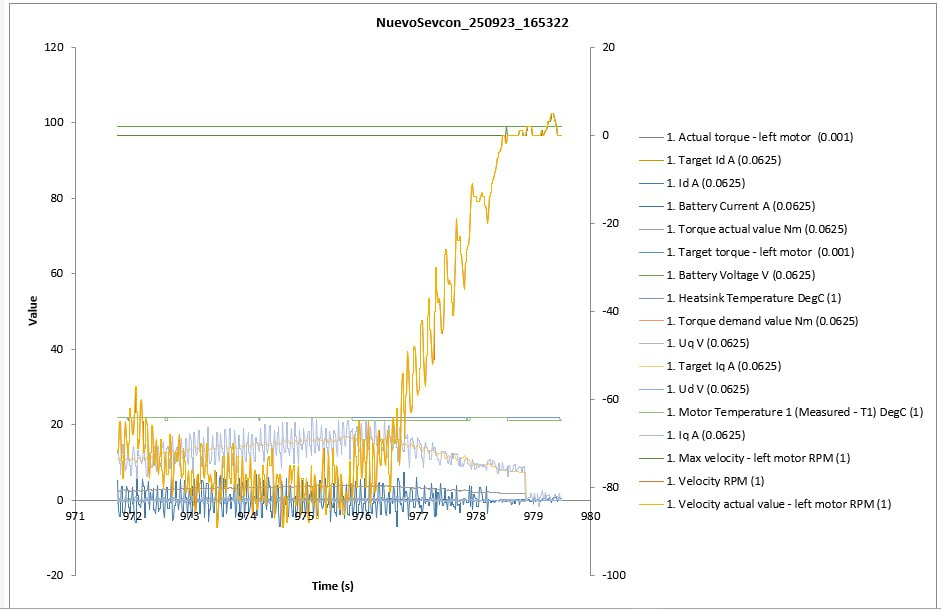 NuevoSevcon_250923_165322
120
100
80
60
40
20
0
-20
Value
971
972
973
974
975
976
977
978
979
980
Time (s)
20
0
-20
-40
-60
-80
-100
1. Actual torque - left motor (0.001)
1. Target Id A (0.0625)
1. Id A (0.0625)
1. Battery Current A (0.0625)
1. Torque actual value Nm (0.0625)
1. Target torque - left motor (0.001)
1. Battery Voltage V (0.0625)
1. Heatsink Temperature DegC (1)
1. Torque demand value Nm (0.0625)
1. Uq V (0.0625)
1. Target Iq A (0.0625)
1. Ud V (0.0625)
1. Motor Temperature 1 (Measured - T1) DegC (1)
1. Iq A (0.0625)
1. Max velocity - left motor RPM (1)
1. Velocity RPM (1)
1. Velocity actual value - left motor RPM (1)